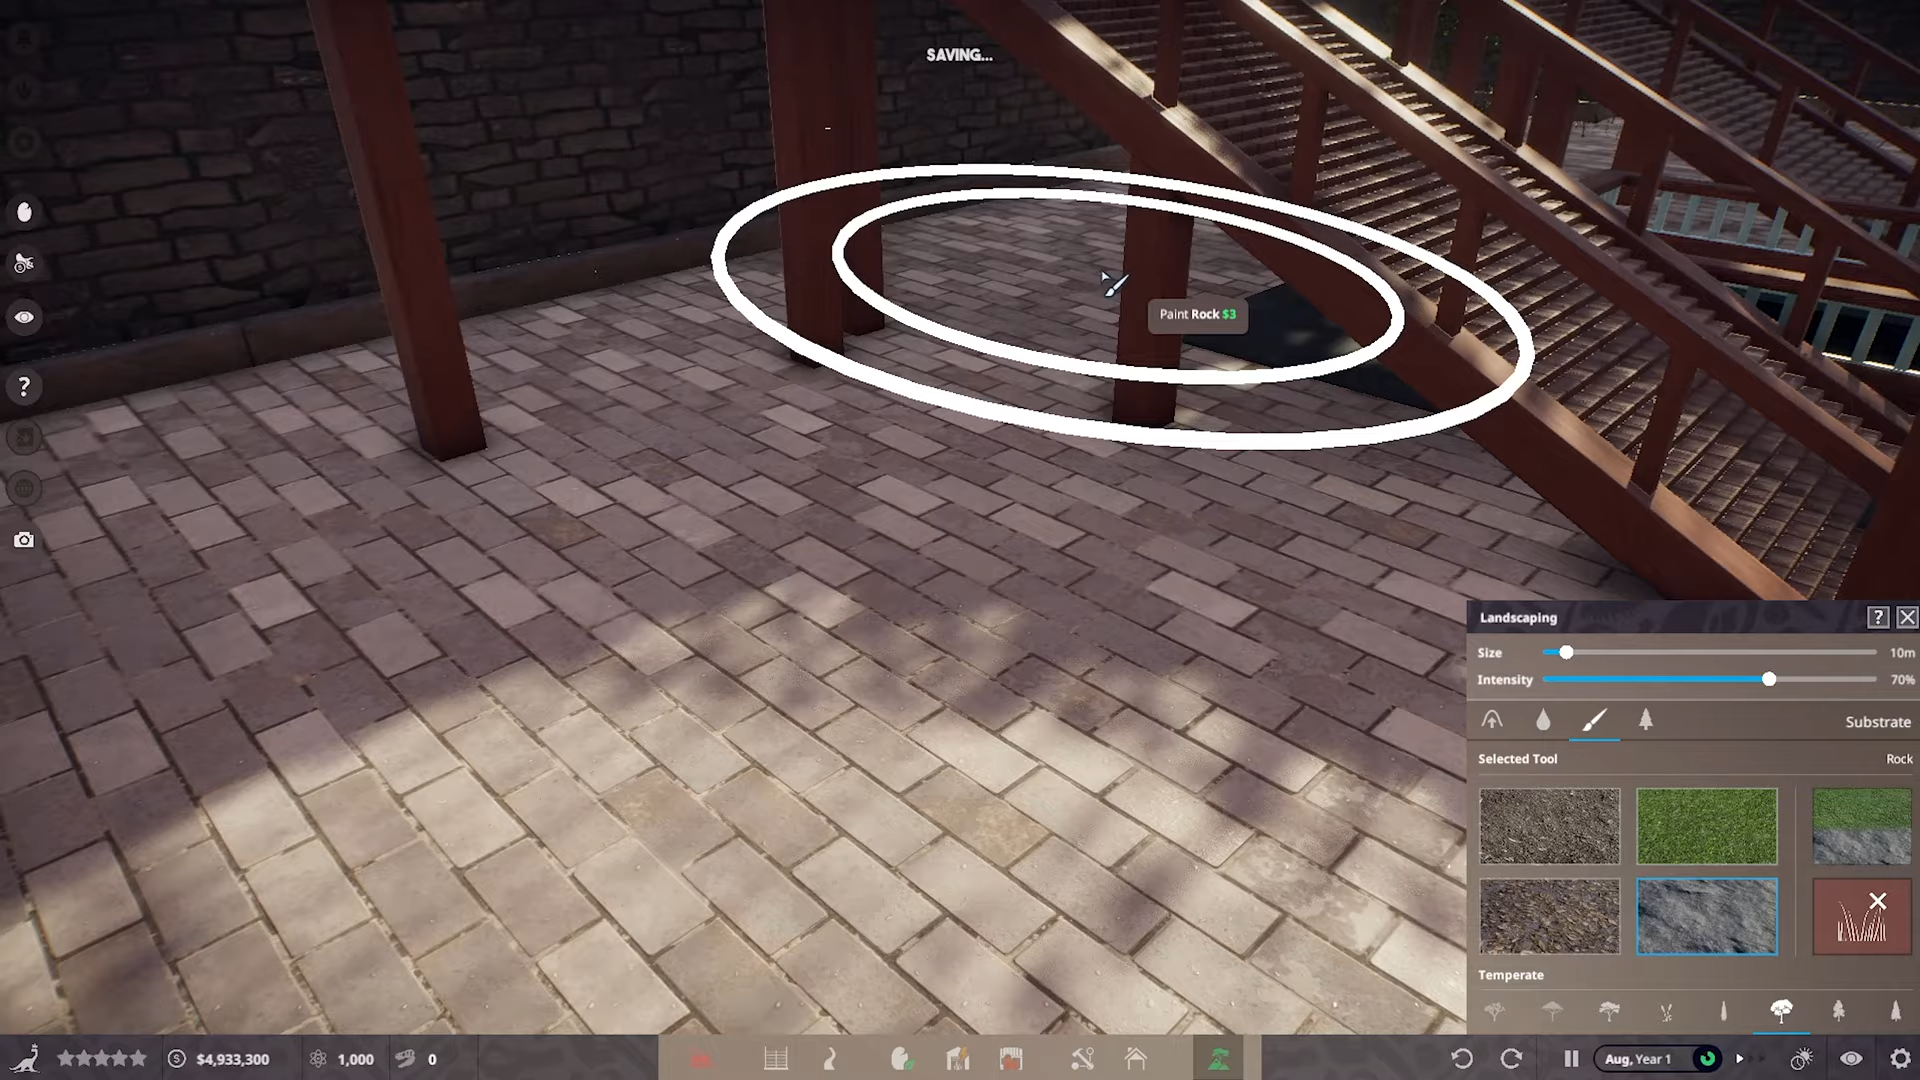 SAVING...
Paint Rock $3
Landscaping
?
Size
10m
Intensity
70%
Substrate
Selected Tool
Rock
Temperate
?
$4,933,300
1,000
0
Aug, Year 1